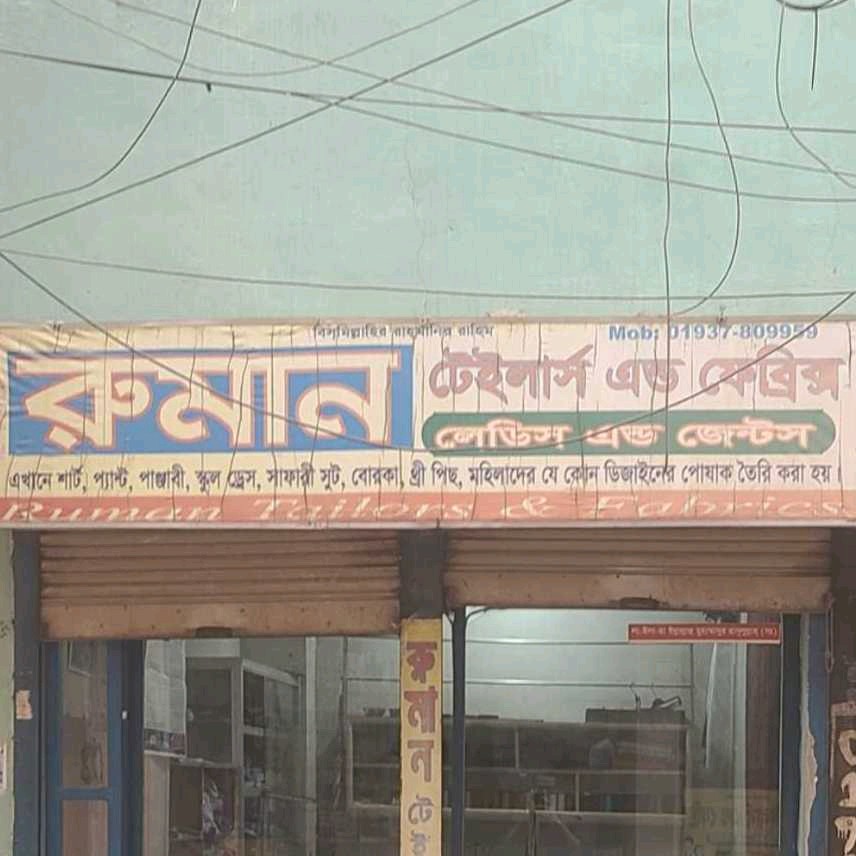 বিসমিল্লাহির রাহমানির রাহিম
Mob: 01937-809959
রুমান টেইলার্স এন্ড ফেব্রিক্স
লেডিস এন্ড জেন্টস
এখানে শার্ট, প্যান্ট, পাঞ্জাবী, স্কুল ড্রেস, সাফারী সুট, বোরকা, থ্রী পিছ, মহিলাদের যে কোন ডিজাইনের পোষাক তৈরি করা হয়।
Ruman Tailors & Fabrics
রুমান টেই